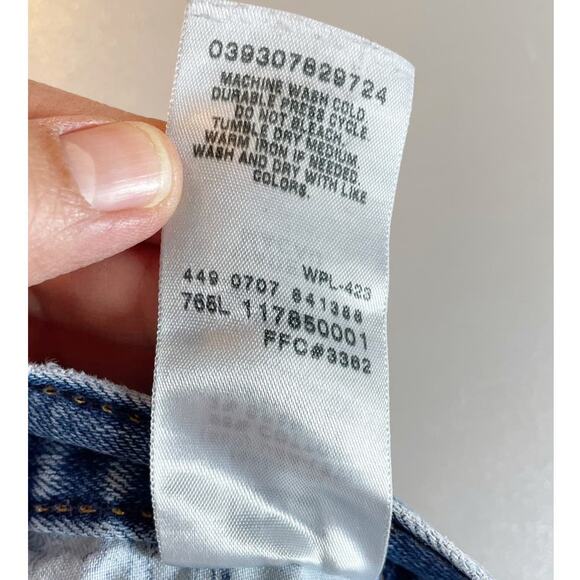 039307829724
MACHINE WASH COLD.
DURABLE PRESS CYCLE.
DO NOT BLEACH.
TUMBLE DRY MEDIUM.
WARM IRON IF NEEDED.
WASH AND DRY WITH LIKE
COLORS.
WPL-423
449 0707 841388
765L 117850001
FFC#3362